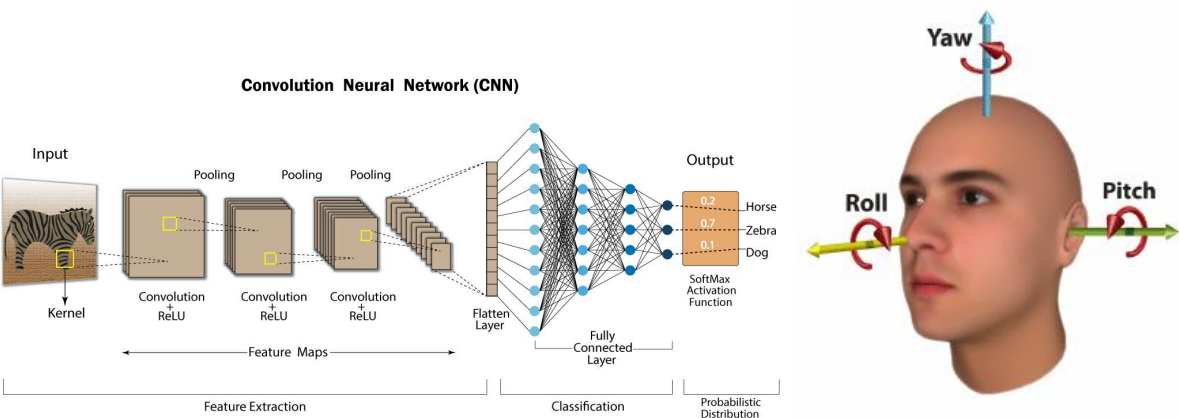 Convolution Neural Network (CNN)
Input
Pooling
Pooling
Pooling
Output
0.2
Horse
0.7
Zebra
0.1
Dog
Kernel
Convolution
+
ReLU
Convolution
+
ReLU
Convolution
+
ReLU
Flatten
Layer
SoftMax
Activation
Function
Fully
Connected
Layer
Feature Maps
Feature Extraction
Classification
Probabilistic
Distribution
Yaw
Roll
Pitch